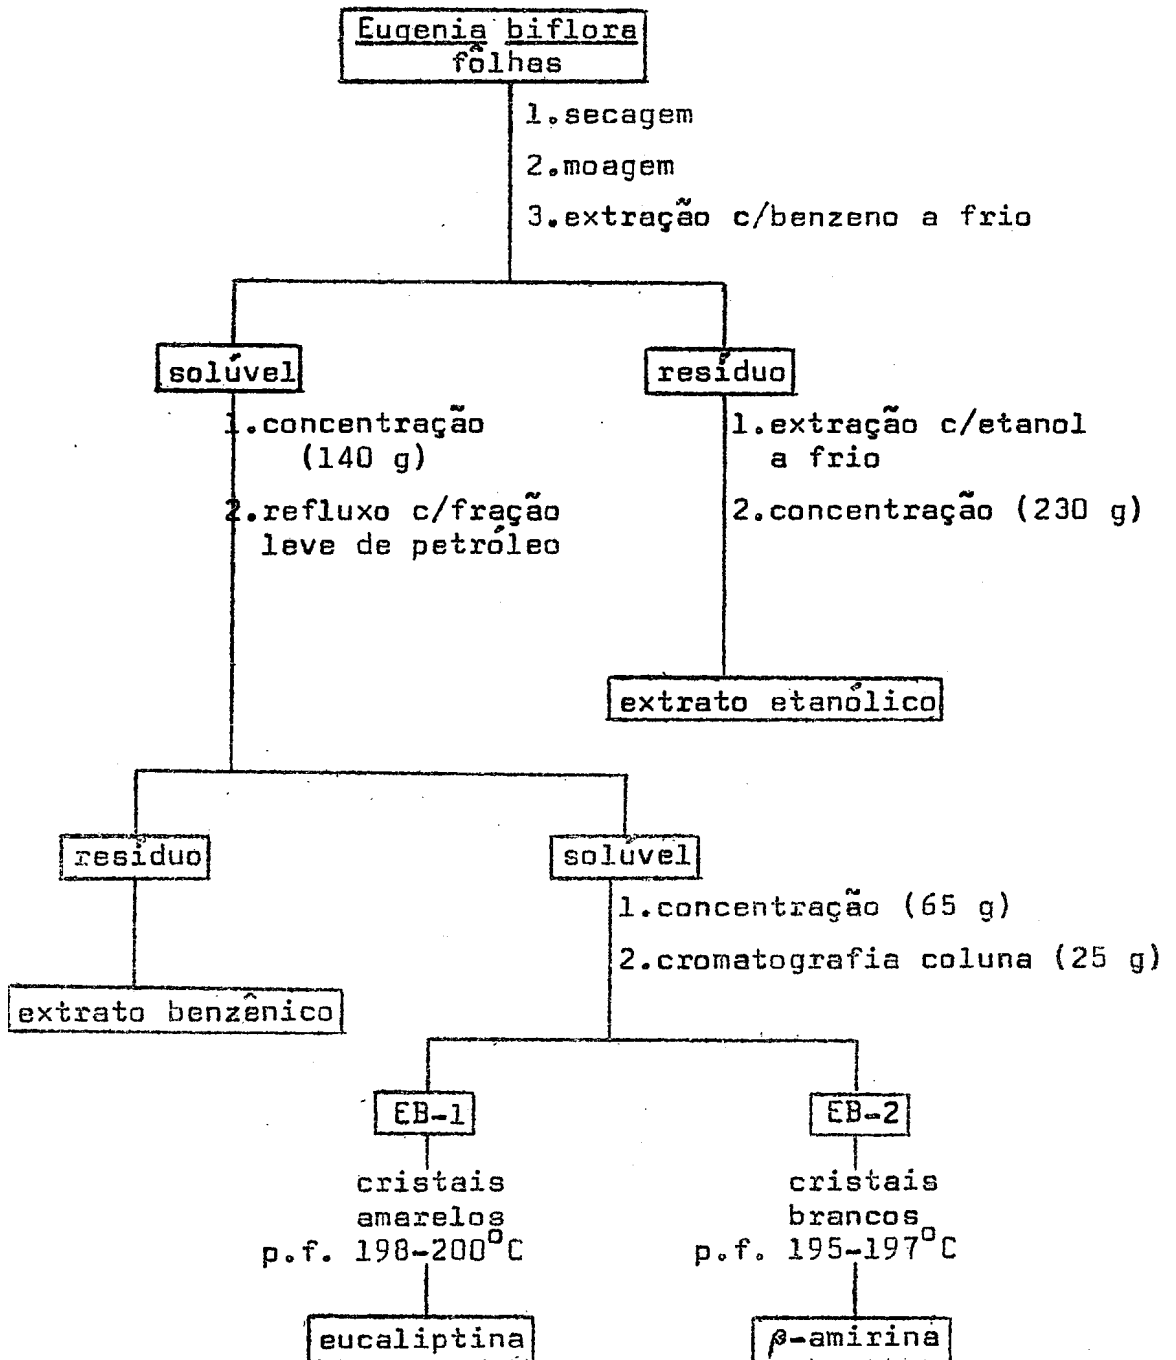 Eugenia biflora
fôlhas
1.secagem
2.moagem
3.extração c/benzeno a frio
solúvel
1.concentração
(140 g)
2.refluxo c/fração
leve de petróleo
resíduo
1.extração c/etanol
a frio
2.concentração (230 g)
extrato etanólico
resíduo
extrato benzênico
solúvel
1.concentração (65 g)
2.cromatografia coluna (25 g)
EB-1
cristais
amarelos
p.f. 198-200°C
eucaliptina
EB-2
cristais
brancos
p.f. 195-197°C
β-amirina